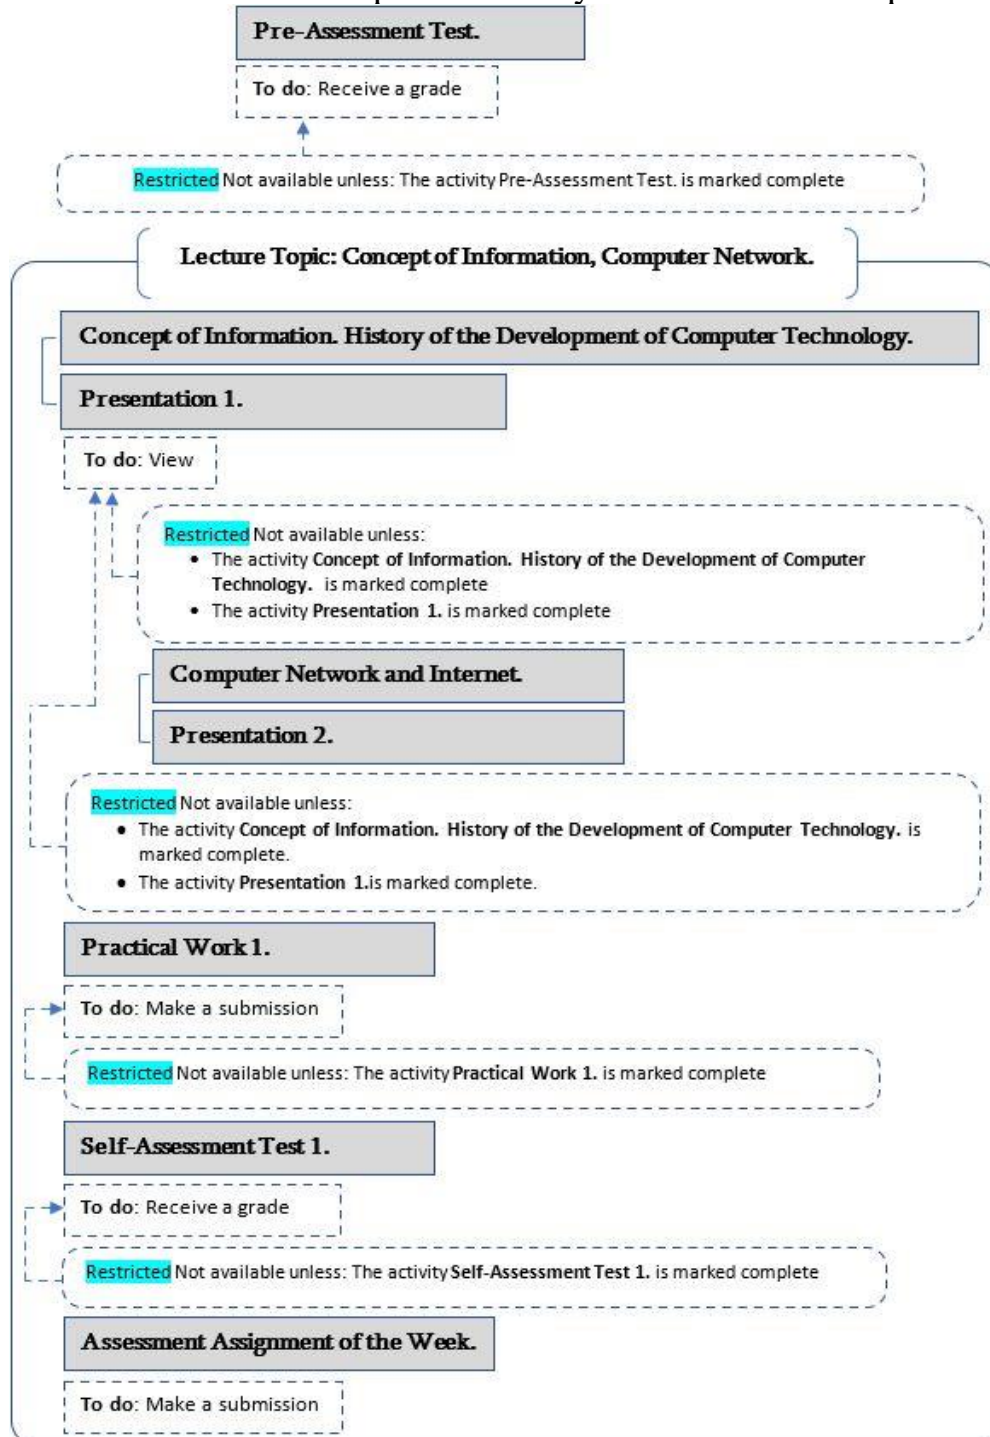 Pre-Assessment Test.
To do: Receive a grade
Restricted Not available unless: The activity Pre-Assessment Test. is marked complete
Lecture Topic: Concept of Information, Computer Network.
Concept of Information. History of the Development of Computer Technology.
Presentation 1.
To do: View
Restricted Not available unless:
• The activity Concept of Information. History of the Development of Computer
Technology. is marked complete
• The activity Presentation 1. is marked complete
Computer Network and Internet.
Presentation 2.
Restricted Not available unless:
• The activity Concept of Information. History of the Development of Computer Technology. is
marked complete.
• The activity Presentation 1.is marked complete.
Practical Work 1.
To do: Make a submission
Restricted Not available unless: The activity Practical Work 1. is marked complete
Self-Assessment Test 1.
To do: Receive a grade
Restricted Not available unless: The activity Self-Assessment Test 1. is marked complete
Assessment Assignment of the Week.
To do: Make a submission